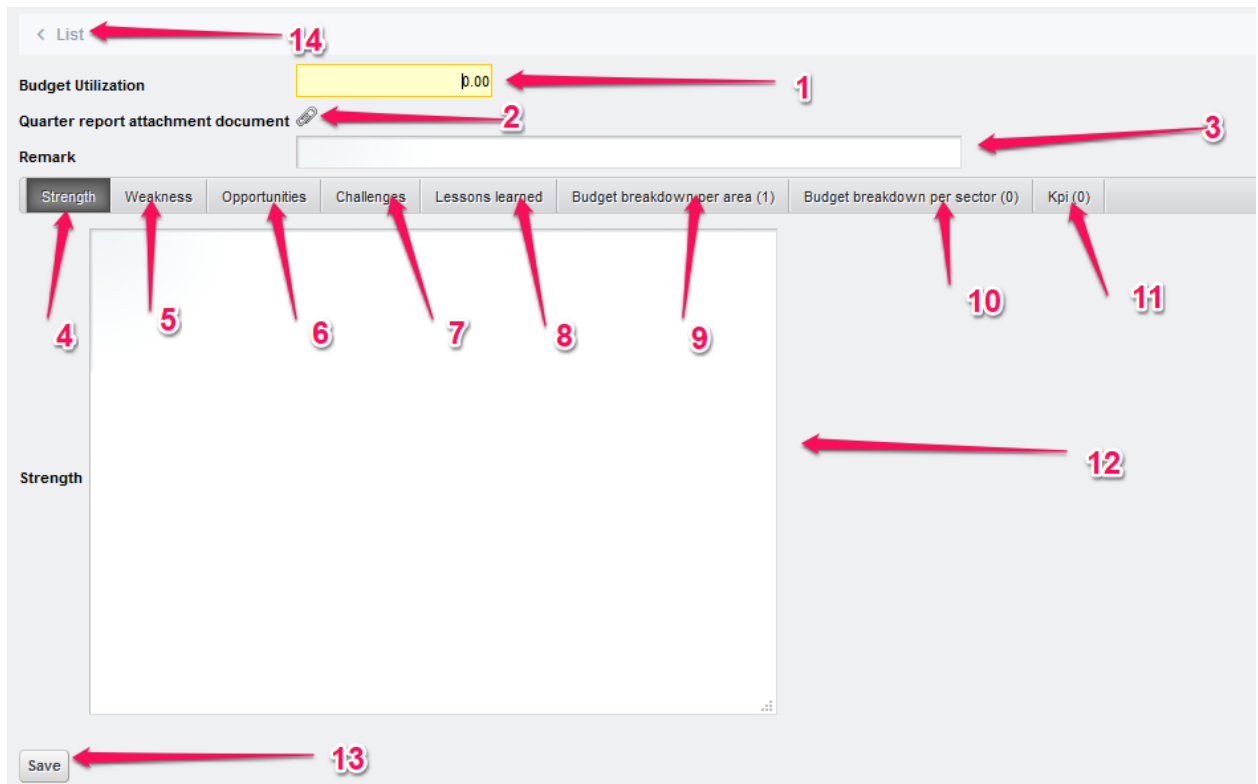 < List
14
Budget Utilization 0.00
1
Quarter report attachment document
2
3
Remark
Strength Weakness Opportunities Challenges Lessons learned Budget breakdown per area (1) Budget breakdown per sector (0) Kpi (0)
4 5 6 7 8 9 10 11
12
Strength
Save
13